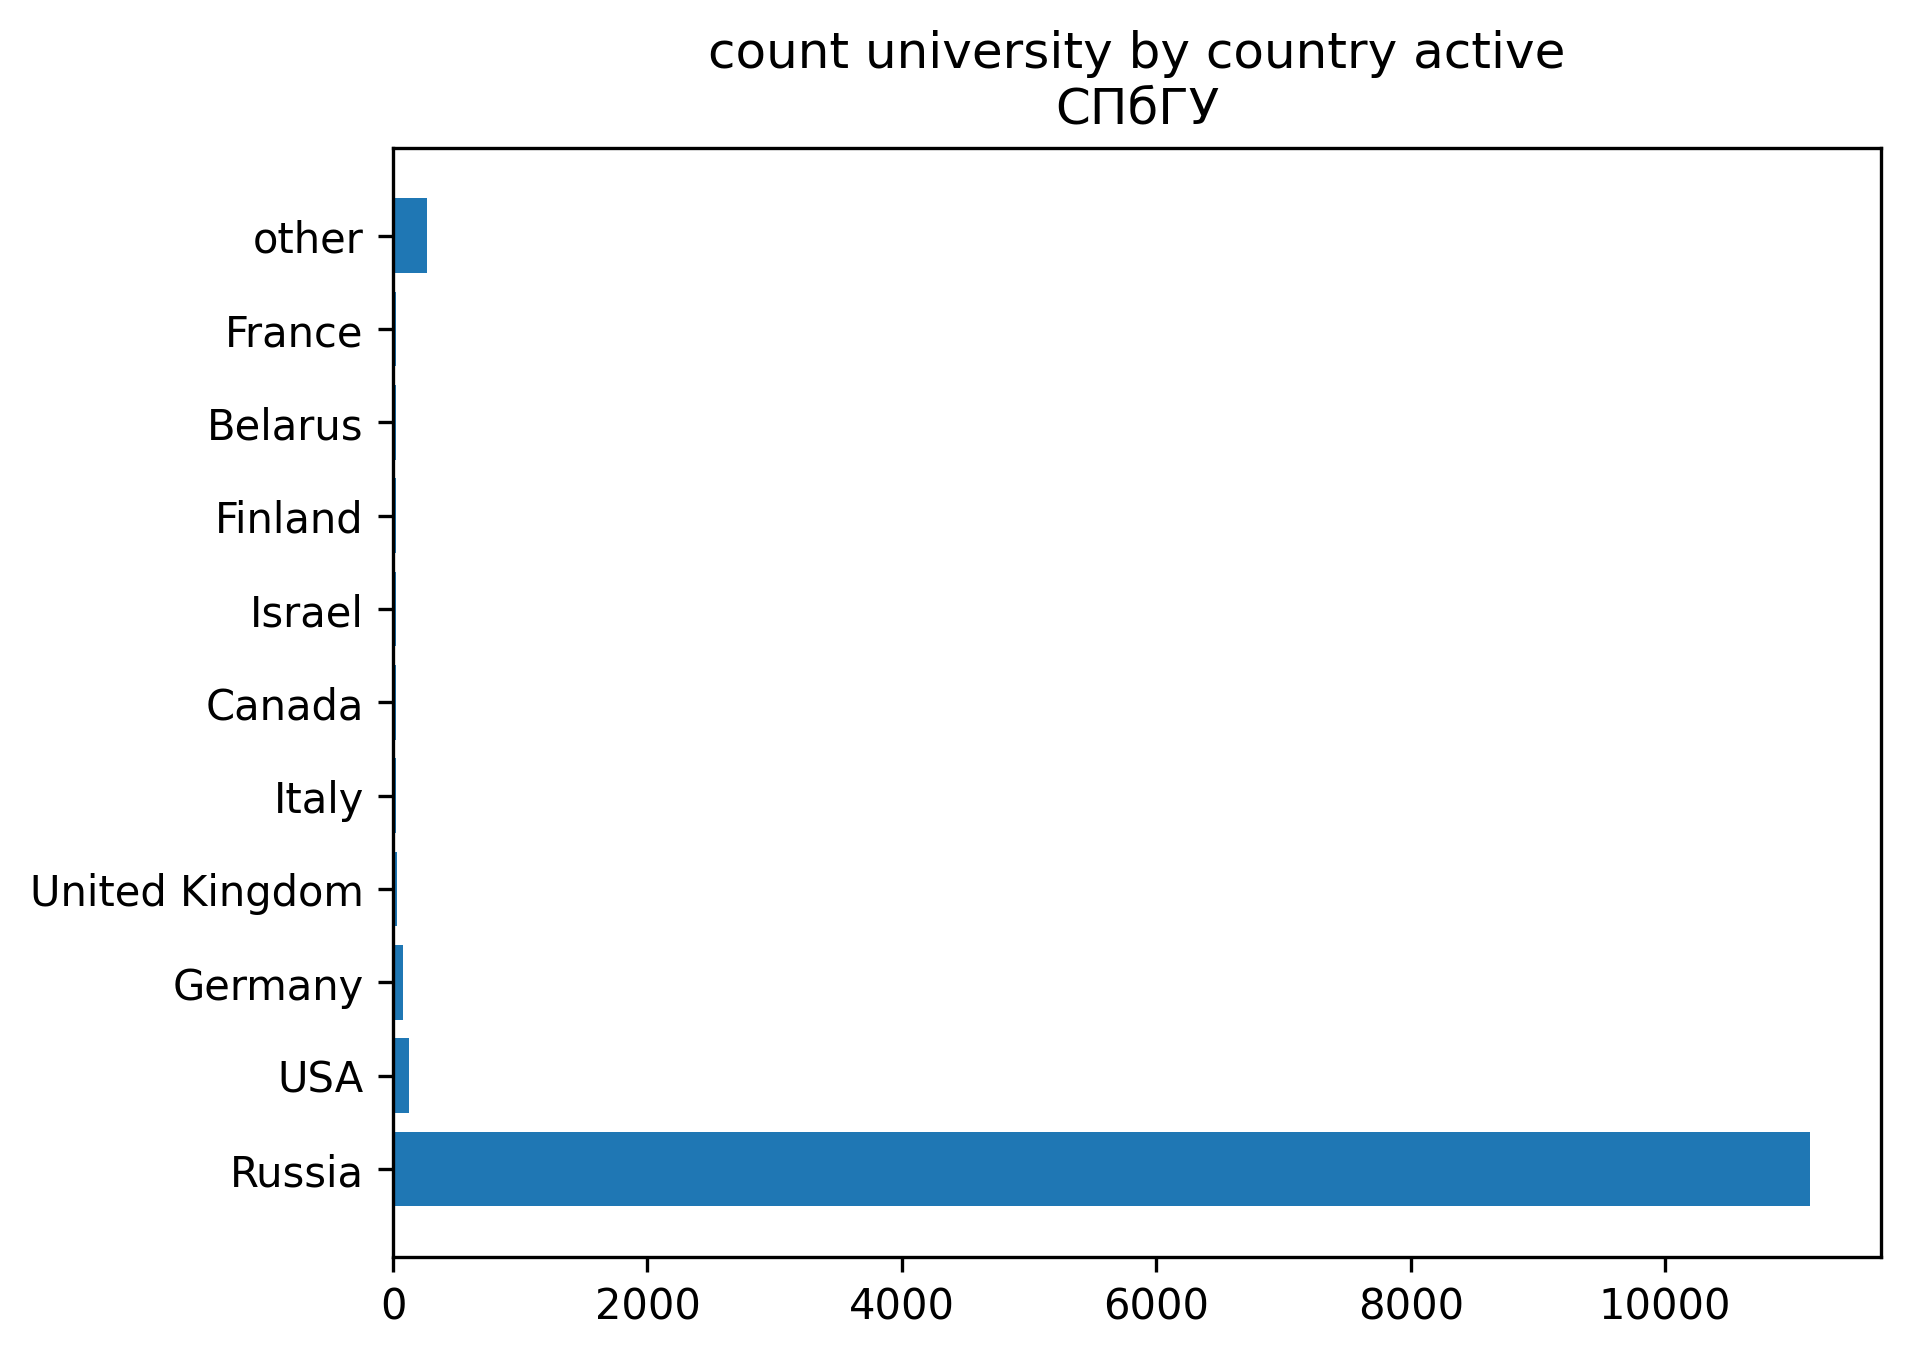 count university by country active
СПбГУ
other
France
Belarus
Finland
Israel
Canada
Italy
United Kingdom
Germany
USA
Russia
0 2000 4000 6000 8000 10000